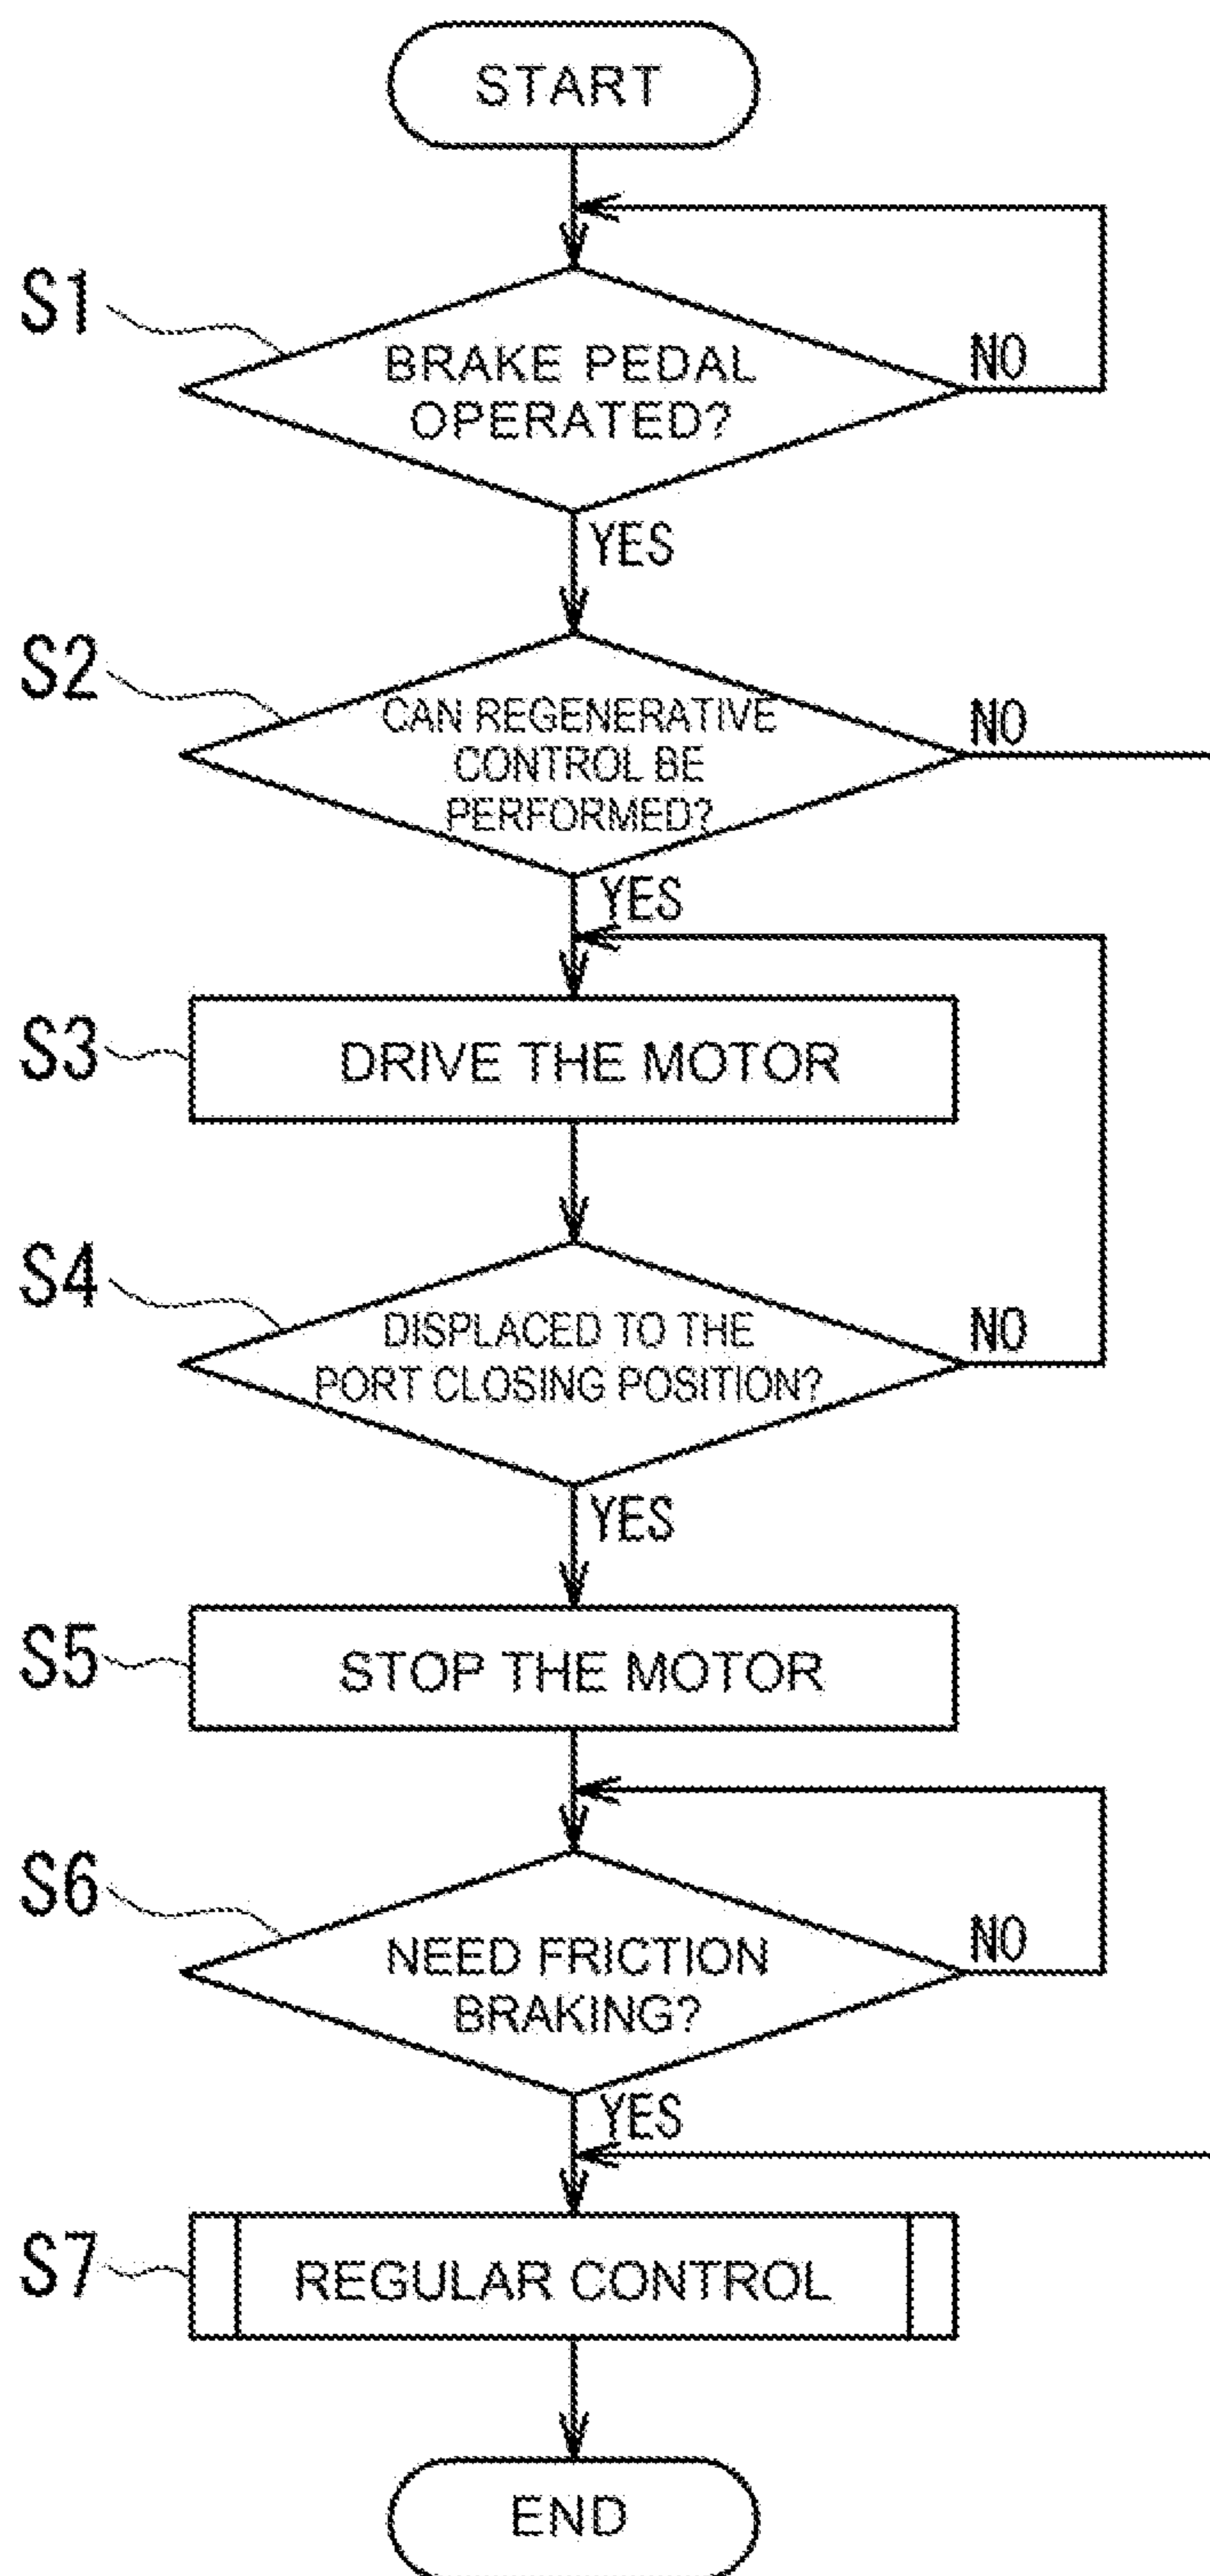 START
S1
BRAKE PEDAL
OPERATED?
NO
YES
S2
CAN REGENERATIVE
CONTROL BE
PERFORMED?
NO
YES
S3
DRIVE THE MOTOR
S4
DISPLACED TO THE
PORT CLOSING POSITION?
NO
YES
S5
STOP THE MOTOR
S6
NEED FRICTION
BRAKING?
NO
YES
S7
REGULAR CONTROL
END